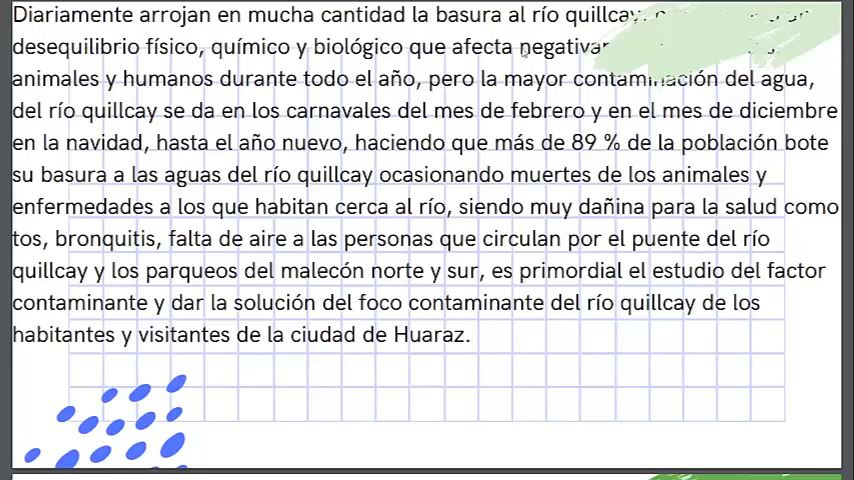 Diariamente arrojan en mucha cantidad la basura al río quillcay,
desequilibrio físico, químico y biológico que afecta
animales y humanos durante todo el año, pero la mayor contaminación del agua,
del río quillcay se da en los carnavales del mes de febrero y en el mes de diciembre
en la navidad, hasta el año nuevo, haciendo que más de 89 % de la población bote
su basura a las aguas del río quillcay ocasionando muertes de los animales y
enfermedades a los que habitan cerca al río, siendo muy dañina para la salud como
tos, bronquitis, falta de aire a las personas que circulan por el puente del río
quillcay y los parqueos del malecón norte y sur, es primordial el estudio del factor
contaminante y dar la solución del foco contaminante del río quillcay de los
habitantes y visitantes de la ciudad de Huaraz.